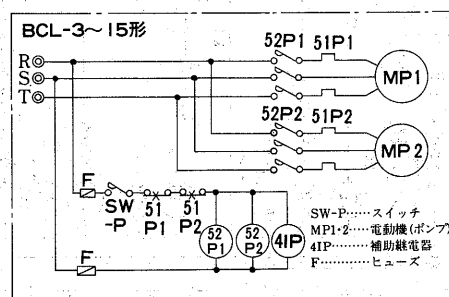 BCL-3～15形
R
S
T
52P1 51P1
MP1
52P2 51P2
MP2
F
SW
-P
51
P1
51
P2
52
P1
52
P2
41P
F
SW-P……スイッチ
MP1・2……電動機(ポンプ)
41P……補助継電器
F……ヒューズ